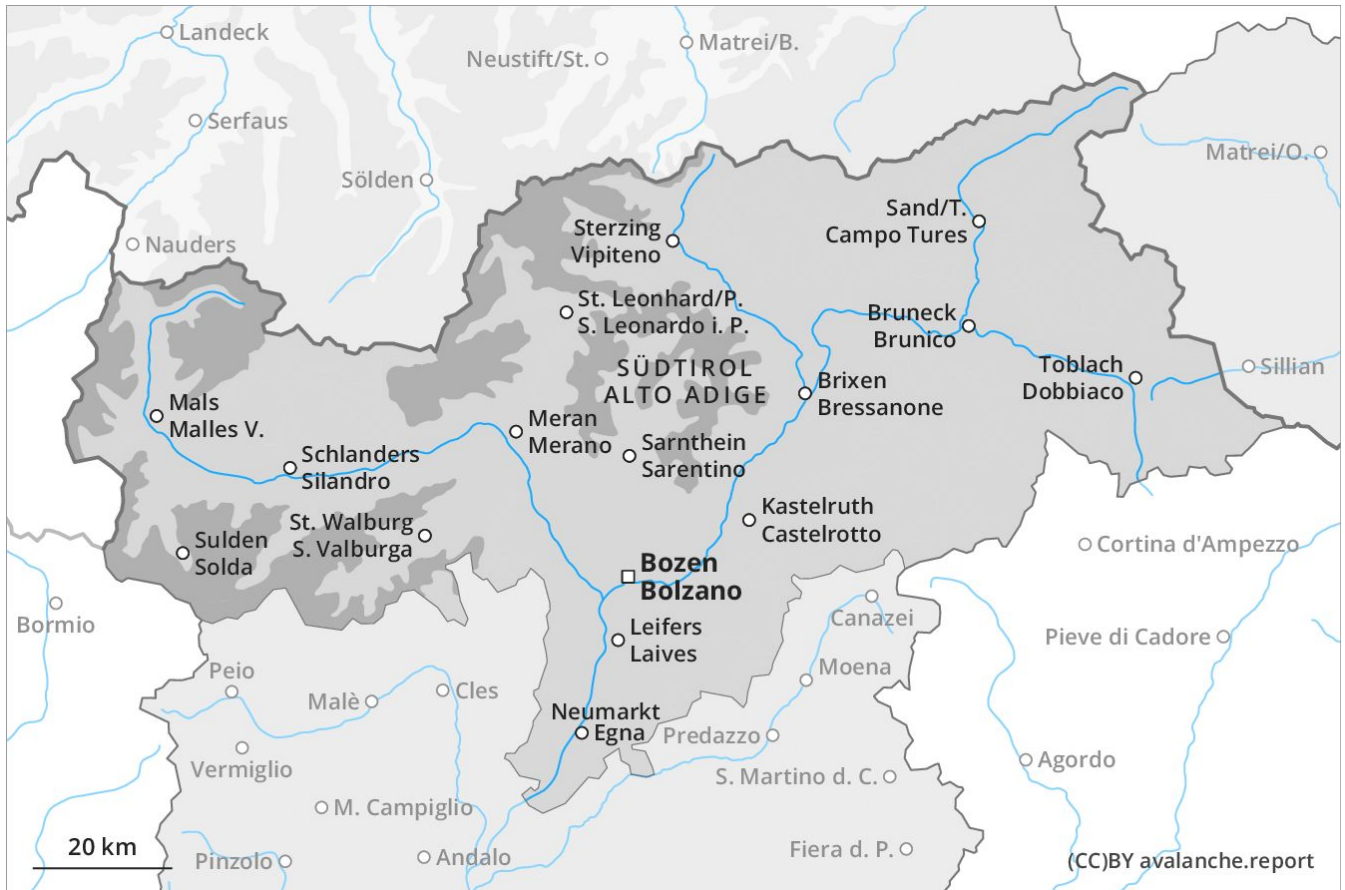 Landeck
Neustift/St.
Matrei/B.
Serfaus
Matrei/O.
Sölden
Sand/T.
Campo Tures
Sterzing
Vipiteno
Nauders
St. Leonhard/P.
S. Leonardo i. P.
Bruneck
Brunico
SÜDTIROL
ALTO ADIGE
Toblach
Dobbiaco
Sillian
Brixen
Bressanone
Mals
Malles V.
Meran
Merano
Sarnthein
Sarentino
Schlanders
Silandro
Kastelruth
Castelrotto
St. Walburg
S. Valburga
Sulden
Solda
Cortina d'Ampezzo
Bozen
Bolzano
Bormio
Canazei
Leifers
Laives
Pieve di Cadore
Peio
Moena
Malè
Cles
Neumarkt
Egna
Predazzo
Vermiglio
Agordo
S. Martino d. C.
M. Campiglio
20 km
Pinzolo
Andalo
Fiera d. P.
(CC)BY avalanche.report